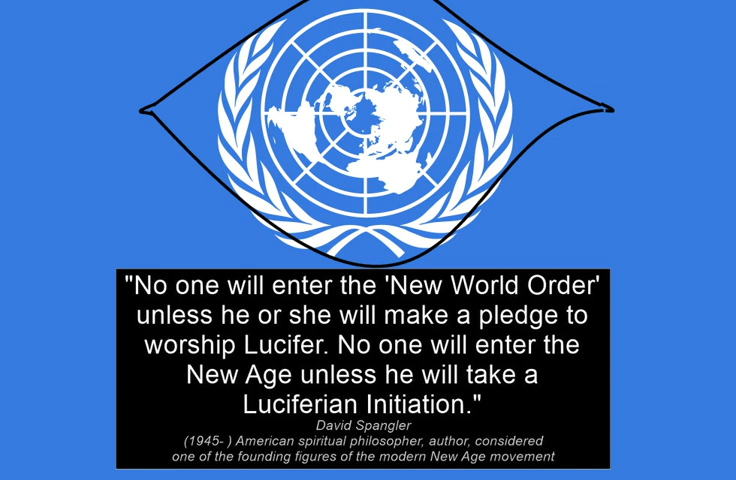 "No one will enter the 'New World Order'
unless he or she will make a pledge to
worship Lucifer. No one will enter the
New Age unless he will take a
Luciferian Initiation."
David Spangler
(1945- ) American spiritual philosopher, author, considered
one of the founding figures of the modern New Age movement